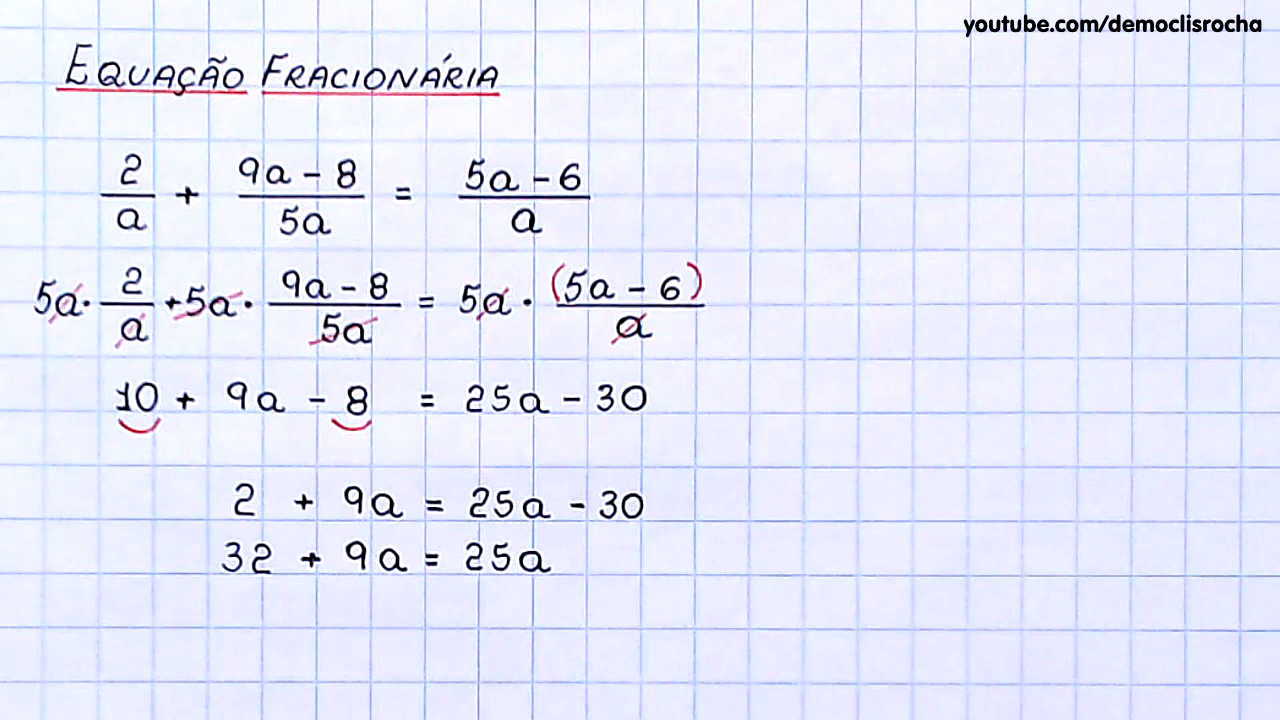 youtube.com/democlisrocha
EQUAÇÃO FRACIONÁRIA
2/a + (9a - 8)/5a = (5a - 6)/a
5a · 2/a + 5a · (9a - 8)/5a = 5a · (5a - 6)/a
10 + 9a - 8 = 25a - 30
2 + 9a = 25a - 30
32 + 9a = 25a